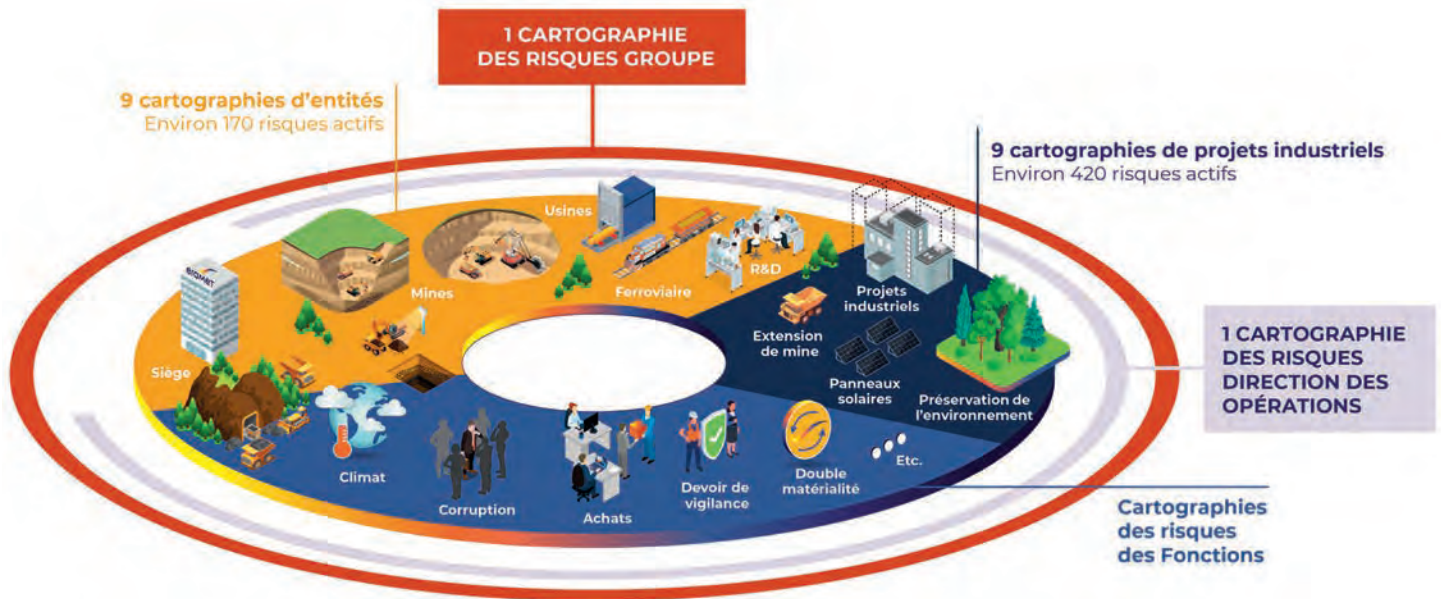 1 CARTOGRAPHIE
DES RISQUES GROUPE
9 cartographies d'entités
Environ 170 risques actifs
9 cartographies de projets industriels
Environ 420 risques actifs
Usines
R&D
Mines
Ferroviaire
Projets
industriels
Extension
de mine
Siège
Panneaux
solaires
Préservation de
l'environnement
1 CARTOGRAPHIE
DES RISQUES
DIRECTION DES
OPÉRATIONS
Climat
Corruption
Achats
Devoir de
vigilance
Double
matérialité
Etc.
Cartographies
des risques
des Fonctions